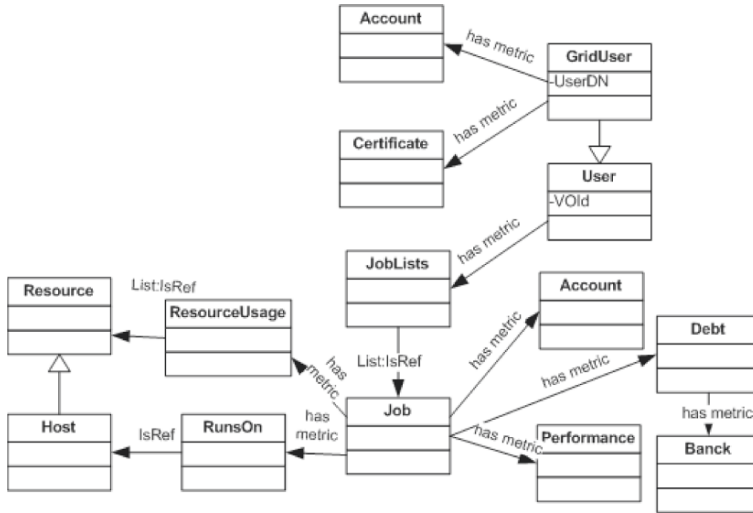 Account
has metric
GridUser
-UserDN
has metric
Certificate
User
-VOId
has metric
JobLists
Resource
List:IsRef
ResourceUsage
Account
Debt
List:IsRef
has metric
has
metric
has metric
has metric
Host
IsRef
RunsOn
has
metric
Job
has metric
Performance
Banck